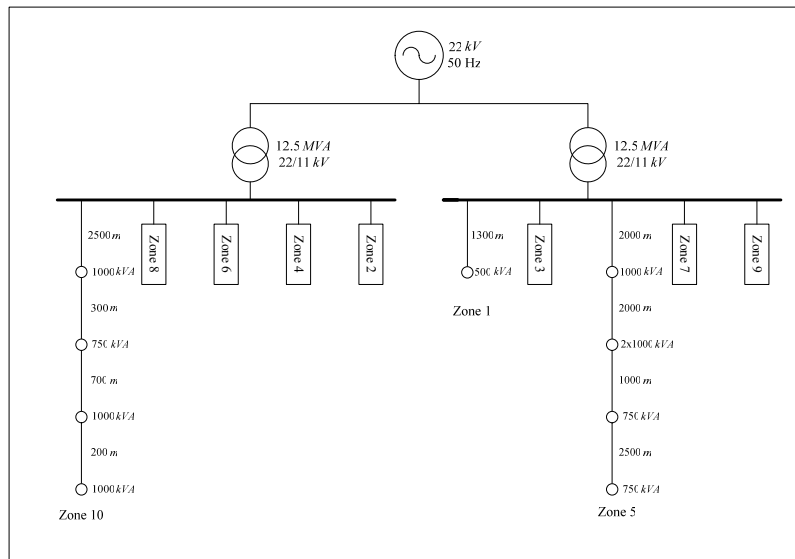 22 kV
50 Hz
12.5 MVA
22/11 kV
12.5 MVA
22/11 kV
2500 m
Zone 8
Zone 6
Zone 4
Zone 2
1000 kVA
300 m
750 kVA
700 m
1000 kVA
200 m
1000 kVA
Zone 10
1300 m
500 kVA
Zone 1
Zone 3
2000 m
Zone 7
Zone 9
1000 kVA
2000 m
2x1000 kVA
1000 m
750 kVA
2500 m
750 kVA
Zone 5